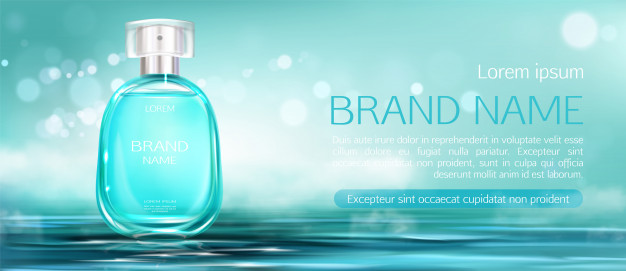 LOREM
BRAND
NAME
Lorem ipsum
BRAND NAME
Duis aute irure dolor in reprehenderit in voluptate velit esse
cillum dolore eu fugiat nulla pariatur. Excepteur sint
occaecat cupidatat non proident, sunt in culpa qui officia
deserunt mollit anim id est laborum.
Excepteur sint occaecat cupidatat non proident